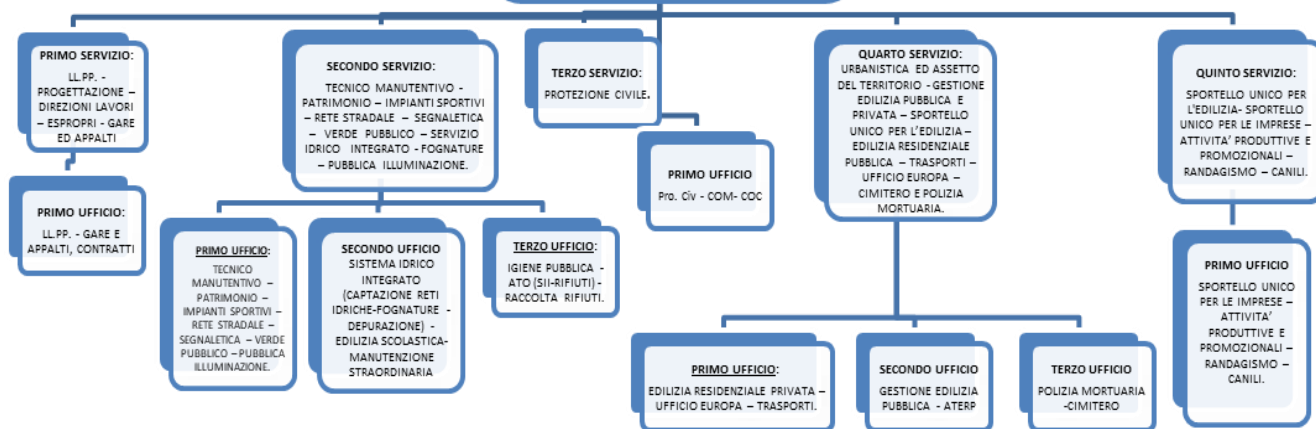 PRIMO SERVIZIO:
LL.PP. -
PROGETTAZIONE –
DIREZIONI LAVORI
– ESPROPRI - GARE
ED APPALTI
PRIMO UFFICIO:
LL.PP. - GARE E
APPALTI, CONTRATTI
SECONDO SERVIZIO:
TECNICO MANUTENTIVO -
PATRIMONIO – IMPIANTI SPORTIVI
– RETE STRADALE – SEGNALETICA
– VERDE PUBBLICO – SERVIZIO
IDRICO INTEGRATO - FOGNATURE
– PUBBLICA ILLUMINAZIONE.
PRIMO UFFICIO:
TECNICO
MANUTENTIVO –
PATRIMONIO –
IMPIANTI SPORTIVI –
RETE STRADALE –
SEGNALETICA – VERDE
PUBBLICO – PUBBLICA
ILLUMINAZIONE.
SECONDO UFFICIO
SISTEMA IDRICO
INTEGRATO
(CAPTAZIONE RETI
IDRICHE-FOGNATURE -
DEPURAZIONE) -
EDILIZIA SCOLASTICA-
MANUTENZIONE
STRAORDINARIA
TERZO UFFICIO:
IGIENE PUBBLICA -
ATO (SII-RIFIUTI) -
RACCOLTA RIFIUTI.
TERZO SERVIZIO:
PROTEZIONE CIVILE.
PRIMO UFFICIO
Pro. Civ - COM- COC
QUARTO SERVIZIO:
URBANISTICA ED ASSETTO
DEL TERRITORIO - GESTIONE
EDILIZIA PUBBLICA E
PRIVATA – SPORTELLO
UNICO PER L'EDILIZIA –
EDILIZIA RESIDENZIALE
PUBBLICA – TRASPORTI –
UFFICIO EUROPA –
CIMITERO E POLIZIA
MORTUARIA.
PRIMO UFFICIO:
EDILIZIA RESIDENZIALE PRIVATA –
UFFICIO EUROPA – TRASPORTI.
SECONDO UFFICIO
GESTIONE EDILIZIA
PUBBLICA - ATERP
TERZO UFFICIO
POLIZIA MORTUARIA
-CIMITERO
QUINTO SERVIZIO:
SPORTELLO UNICO PER
L'EDILIZIA- SPORTELLO
UNICO PER LE IMPRESE –
ATTIVITA' PRODUTTIVE E
PROMOZIONALI –
RANDAGISMO – CANILI.
PRIMO UFFICIO
SPORTELLO UNICO
PER LE IMPRESE –
ATTIVITA'
PRODUTTIVE E
PROMOZIONALI –
RANDAGISMO –
CANILI.